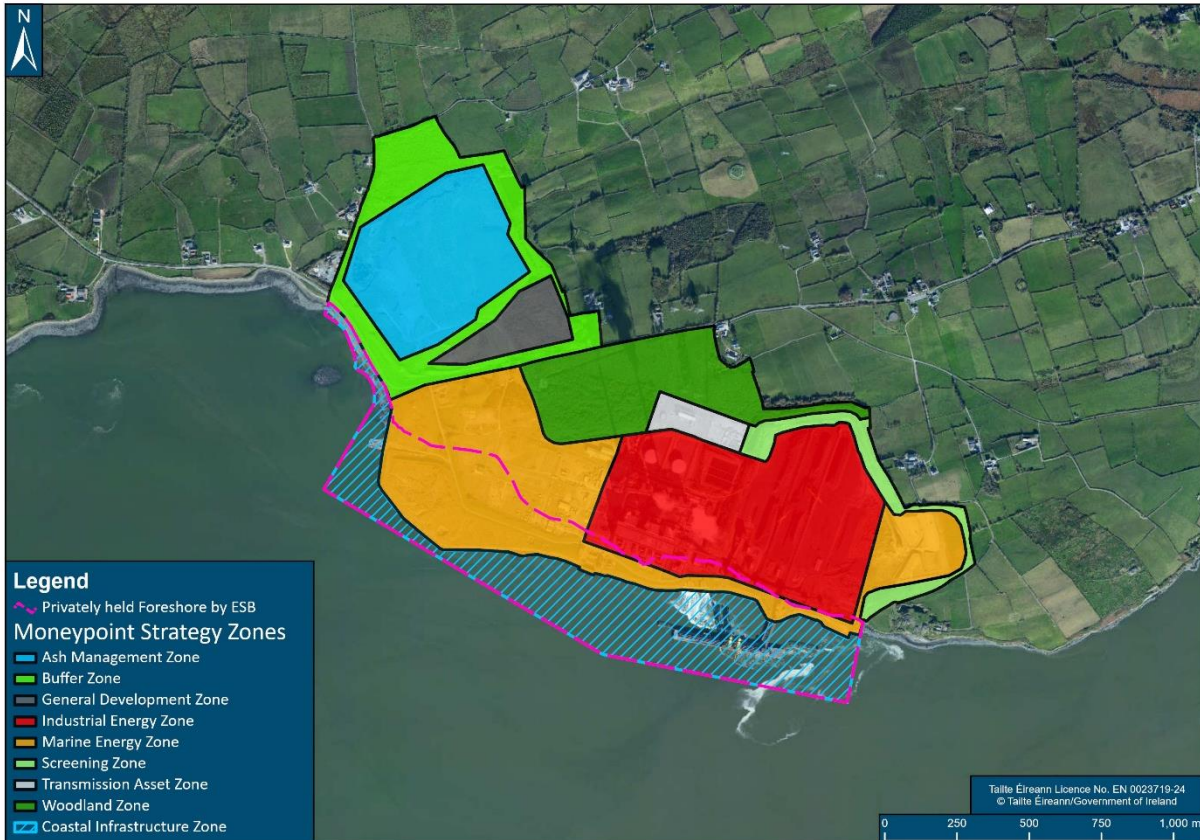 N
Legend
Privately held Foreshore by ESB
Moneypoint Strategy Zones
Ash Management Zone
Buffer Zone
General Development Zone
Industrial Energy Zone
Marine Energy Zone
Screening Zone
Transmission Asset Zone
Woodland Zone
Coastal Infrastructure Zone
Tailte Éireann Licence No. EN 0023719-24
© Tailte Éireann/Government of Ireland
0 250 500 750 1,000 m